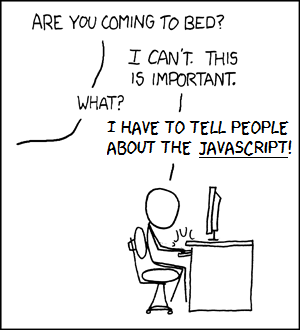 ARE YOU COMING TO BED?
I CAN'T. THIS
IS IMPORTANT.
WHAT?
I HAVE TO TELL PEOPLE
ABOUT THE JAVASCRIPT!